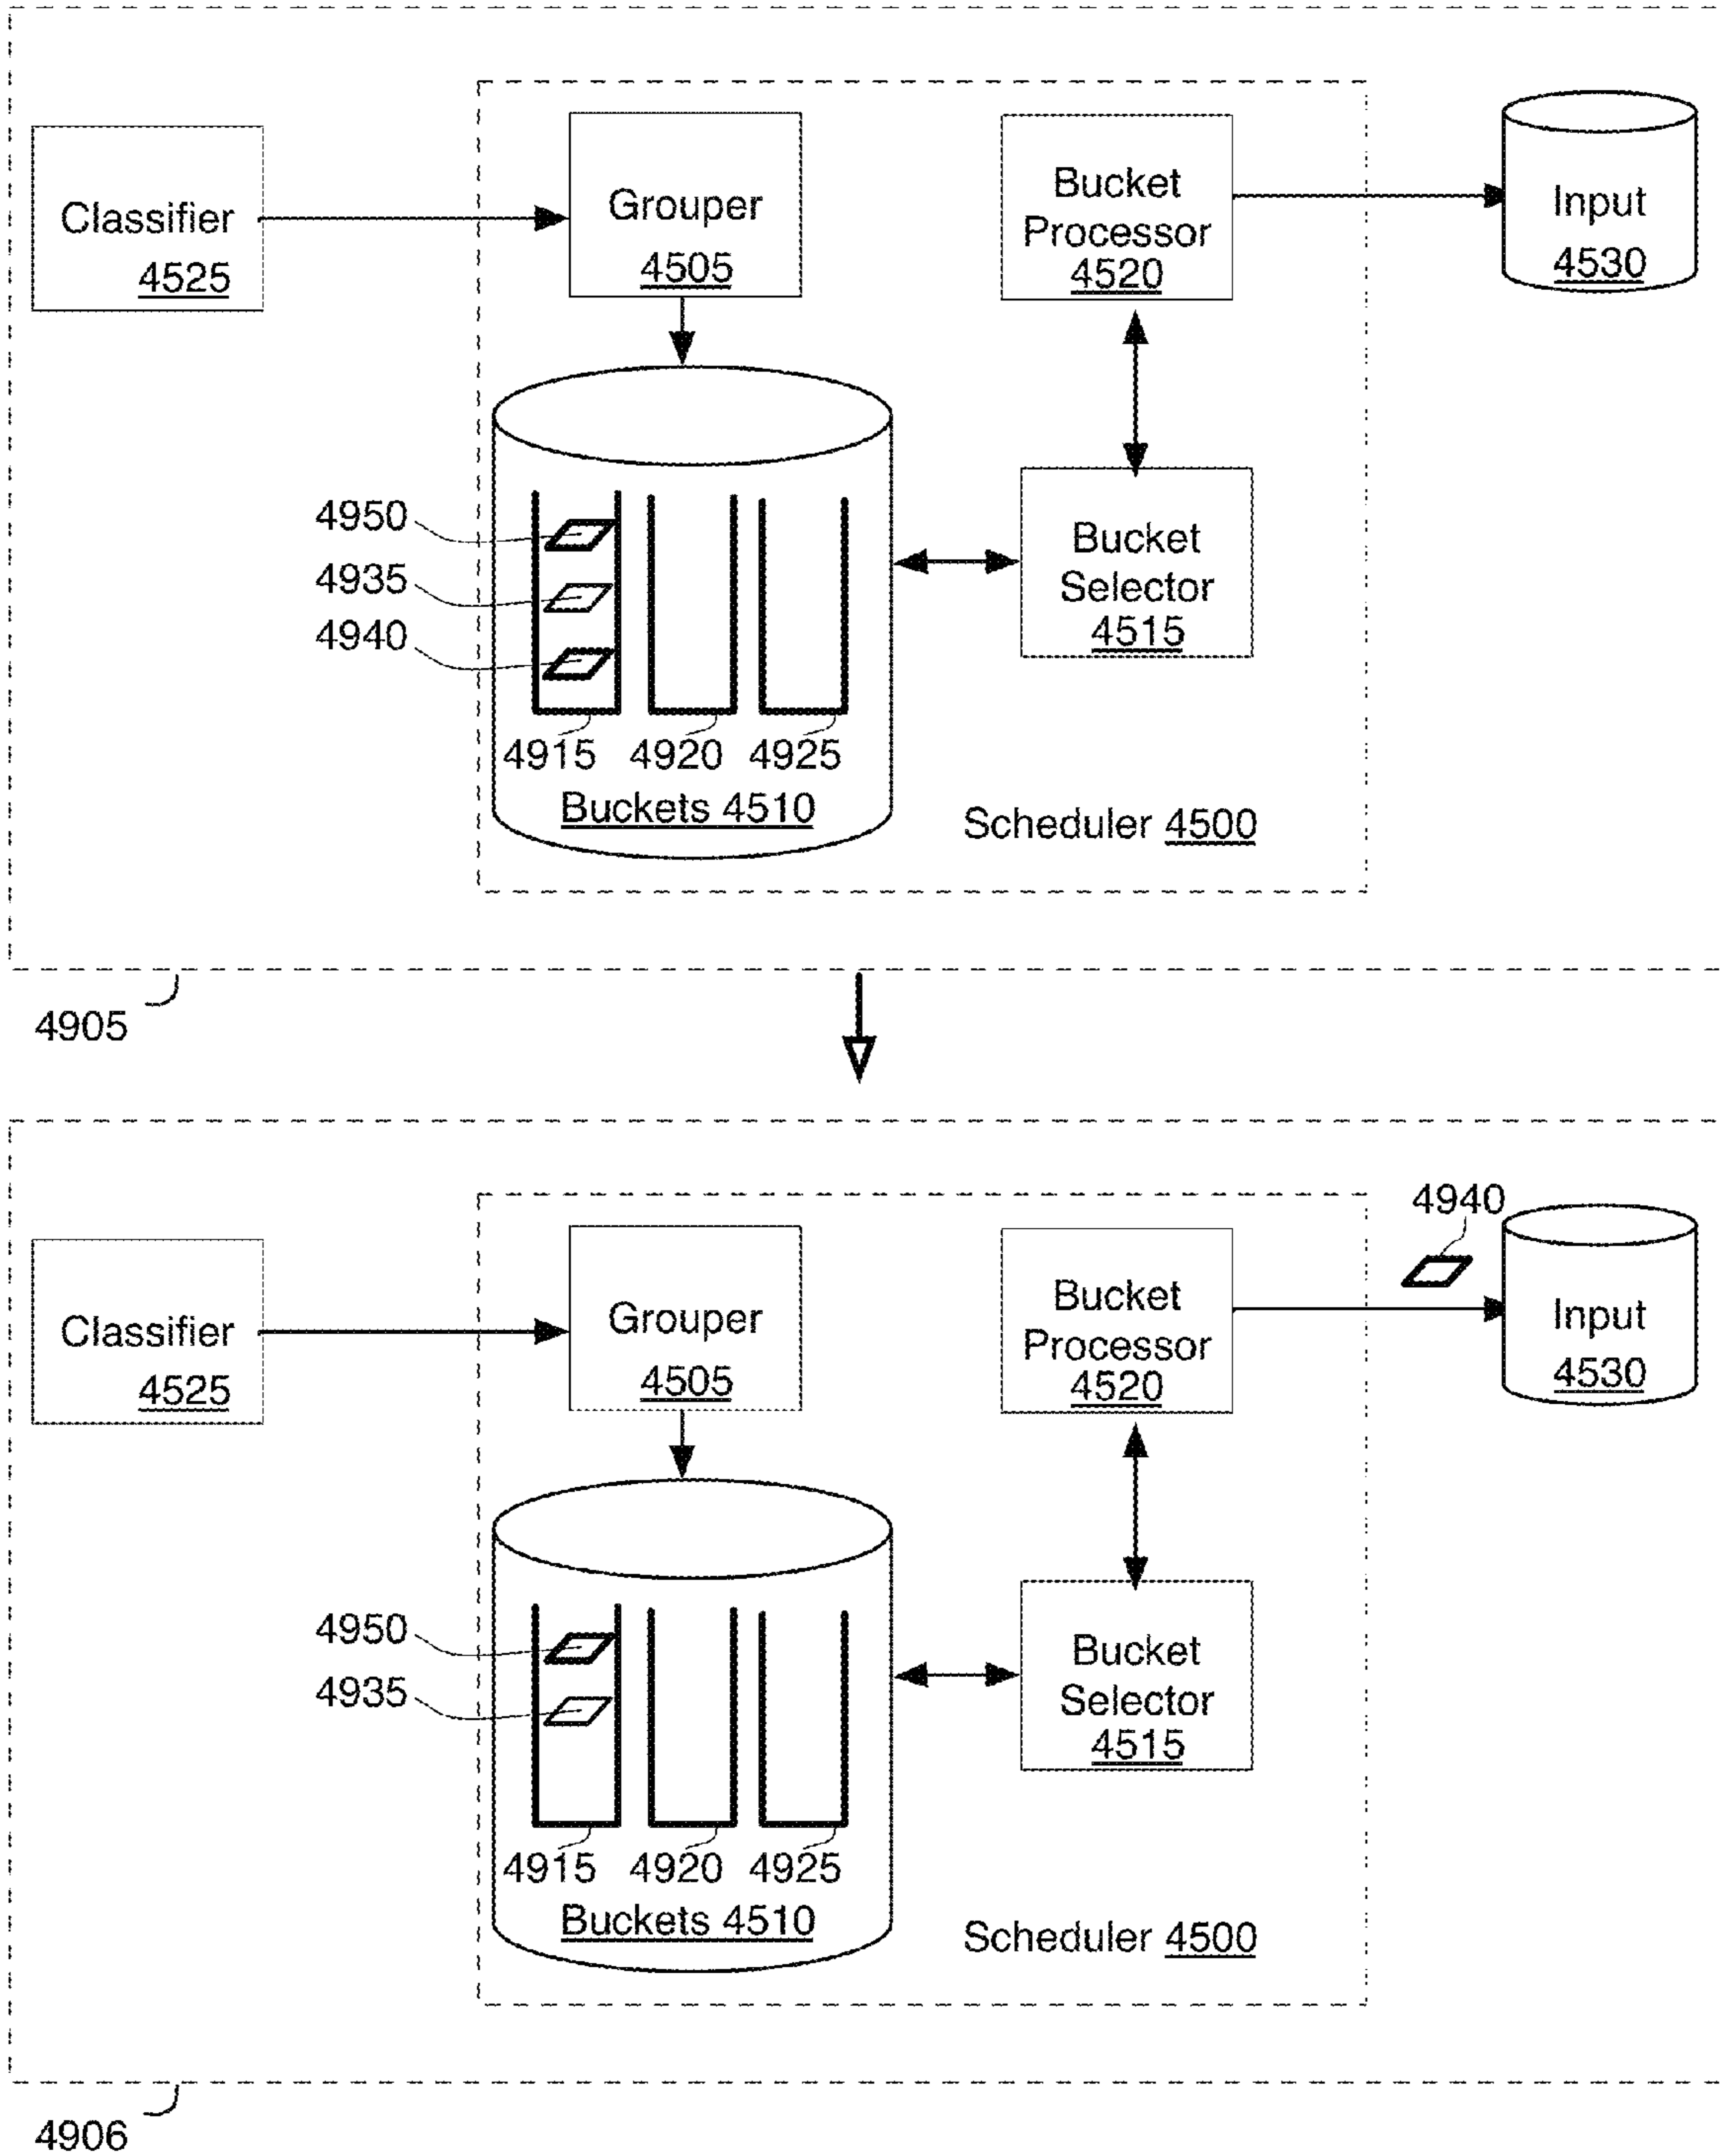 Classifier
4525
Grouper
4505
Bucket
Processor
4520
Input
4530
4950
4935
4940
Bucket
Selector
4515
4915 4920 4925
Buckets 4510
Scheduler 4500
4905
4940
Classifier
4525
Grouper
4505
Bucket
Processor
4520
Input
4530
4950
4935
Bucket
Selector
4515
4915 4920 4925
Buckets 4510
Scheduler 4500
4906